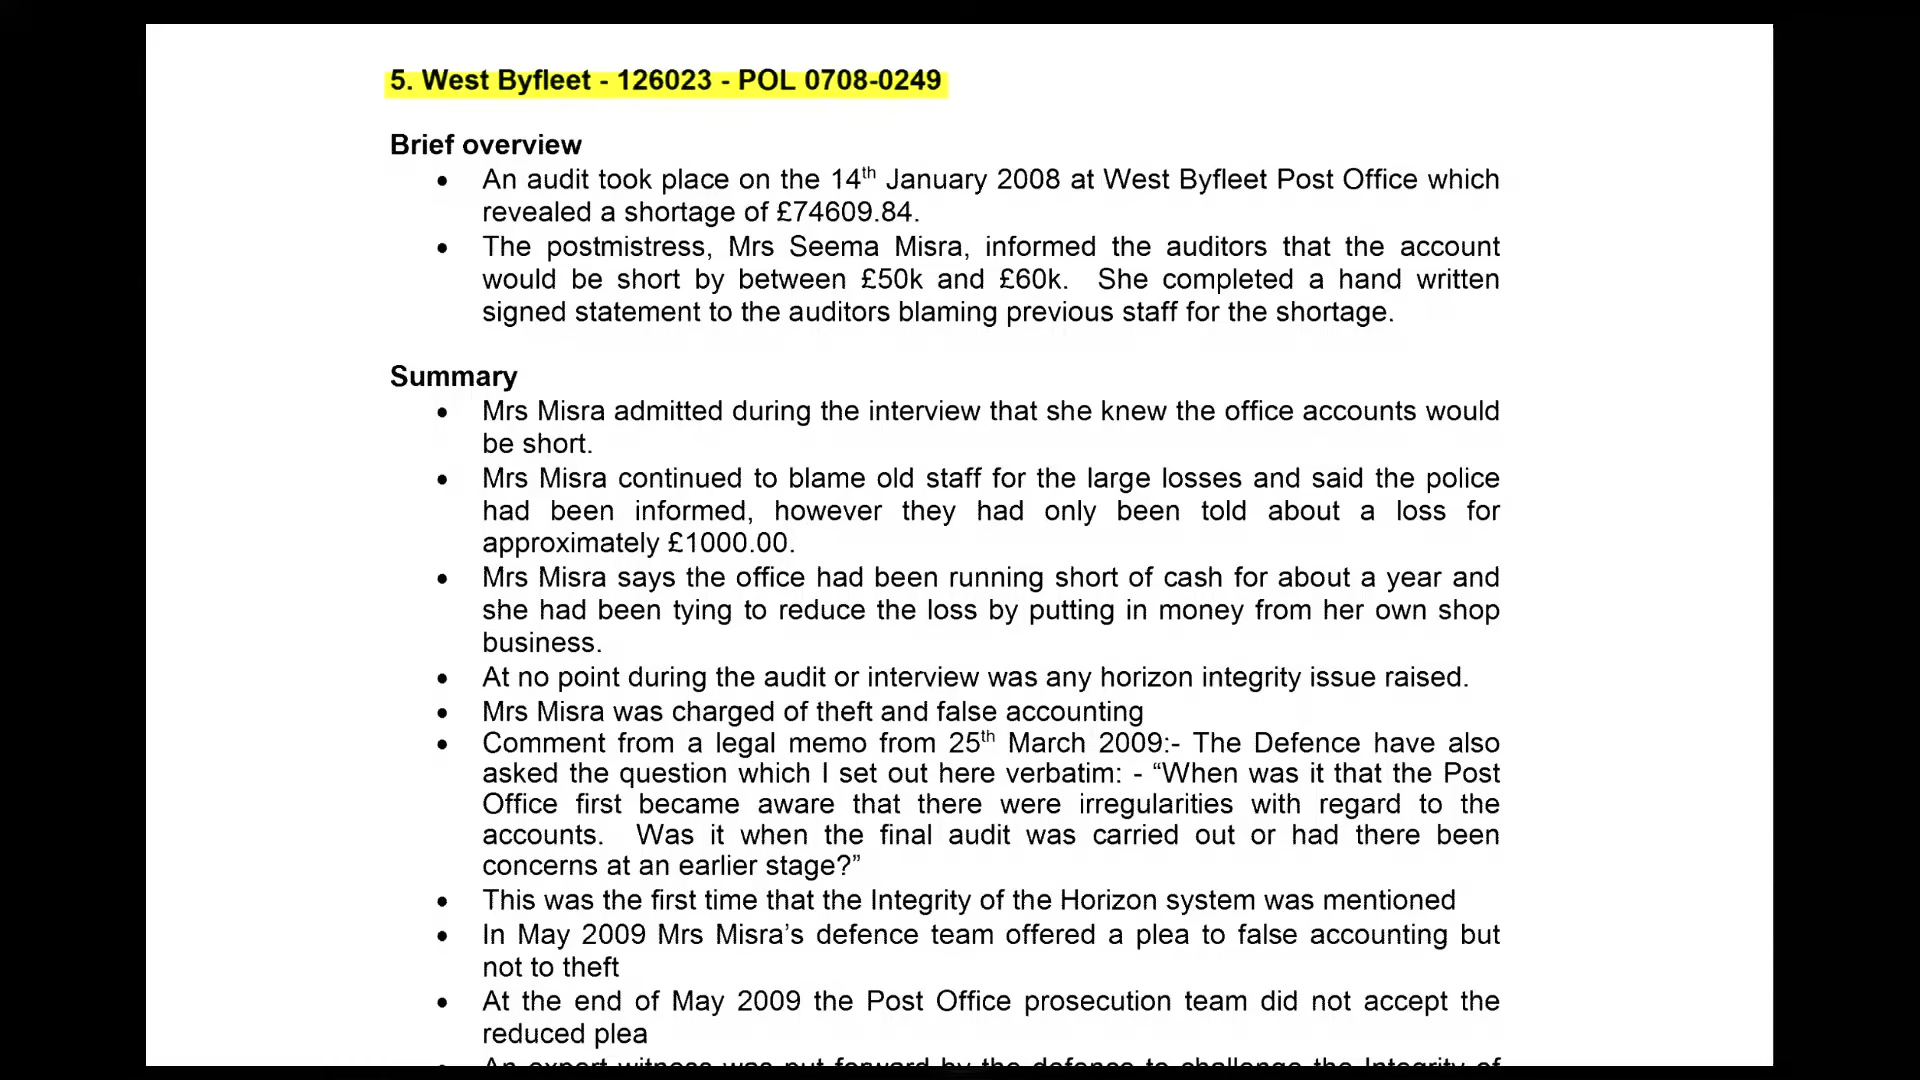 5. West Byfleet - 126023 - POL 0708-0249
Brief overview
• An audit took place on the 14th January 2008 at West Byfleet Post Office which
revealed a shortage of £74609.84.
• The postmistress, Mrs Seema Misra, informed the auditors that the account
would be short by between £50k and £60k. She completed a hand written
signed statement to the auditors blaming previous staff for the shortage.
Summary
• Mrs Misra admitted during the interview that she knew the office accounts would
be short.
• Mrs Misra continued to blame old staff for the large losses and said the police
had been informed, however they had only been told about a loss for
approximately £1000.00.
• Mrs Misra says the office had been running short of cash for about a year and
she had been tying to reduce the loss by putting in money from her own shop
business.
• At no point during the audit or interview was any horizon integrity issue raised.
• Mrs Misra was charged of theft and false accounting
• Comment from a legal memo from 25th March 2009:- The Defence have also
asked the question which I set out here verbatim: - “When was it that the Post
Office first became aware that there were irregularities with regard to the
accounts. Was it when the final audit was carried out or had there been
concerns at an earlier stage?”
• This was the first time that the Integrity of the Horizon system was mentioned
• In May 2009 Mrs Misra’s defence team offered a plea to false accounting but
not to theft
• At the end of May 2009 the Post Office prosecution team did not accept the
reduced plea
• An expert witness was put forward by the defence to challenge the Integrity of